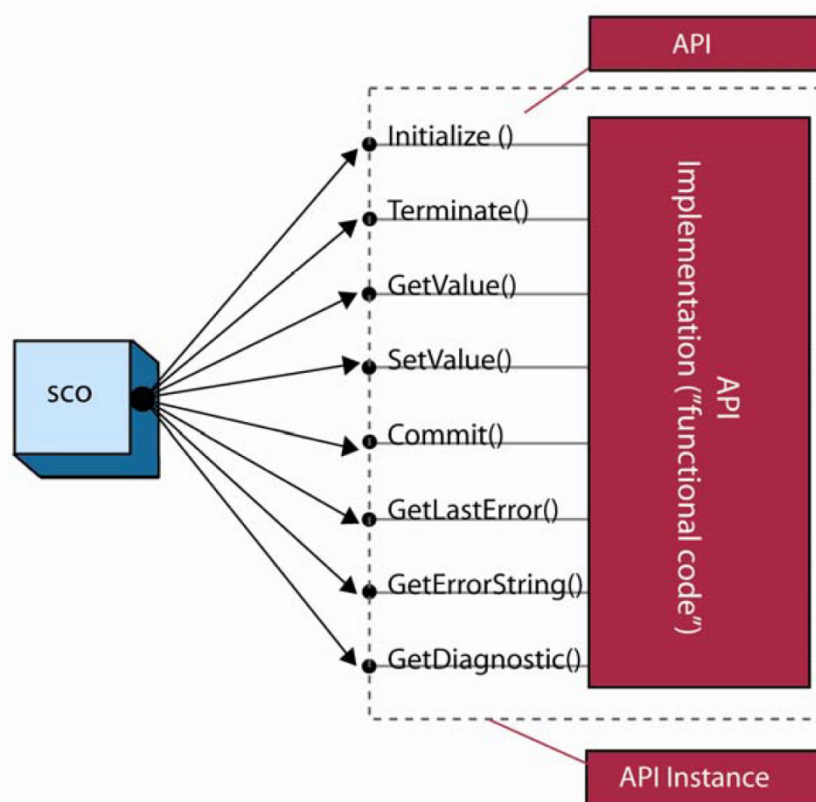 API
Initialize ()
Terminate()
GetValue()
SetValue()
SCO
Commit()
GetLastError()
GetErrorString()
GetDiagnostic()
API
Implementation ("functional code")
API Instance